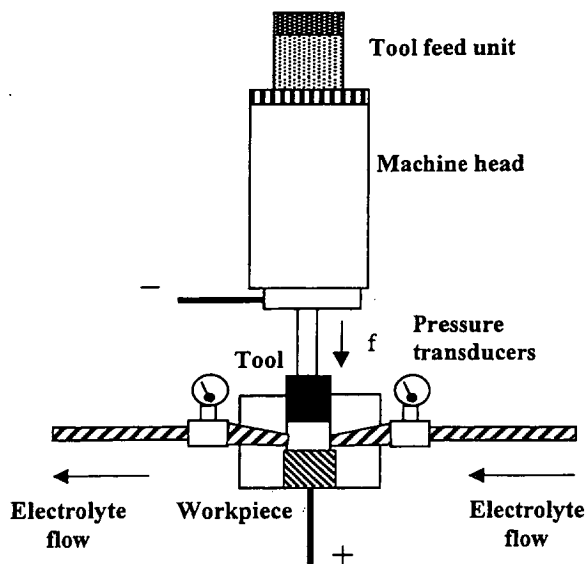 Tool feed unit
Machine head
−
f
Pressure
transducers
Tool
Electrolyte
flow
Workpiece
Electrolyte
flow
+